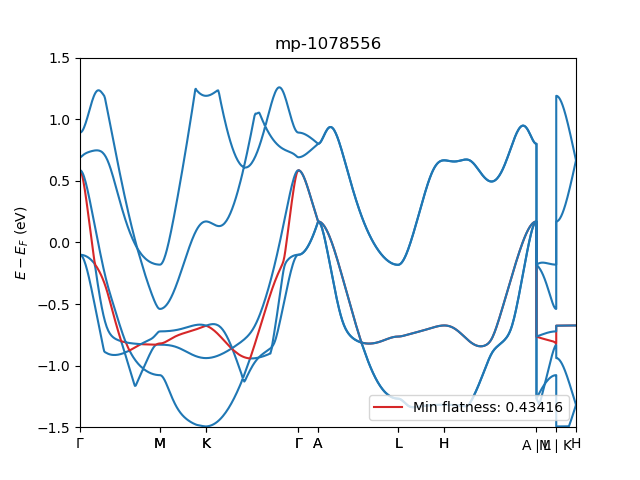 mp-1078556
E − E_F (eV)
1.5
1.0
0.5
0.0
−0.5
−1.0
−1.5
Min flatness: 0.43416
Γ M K Γ A L H A | K | H